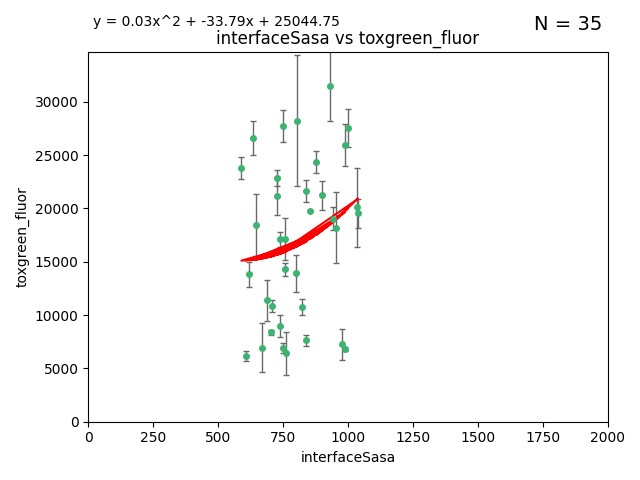 y = 0.03x^2 + -33.79x + 25044.75
N = 35
interfaceSasa vs toxgreen_fluor
30000
25000
20000
15000
10000
5000
0
toxgreen_fluor
0 250 500 750 1000 1250 1500 1750 2000
interfaceSasa